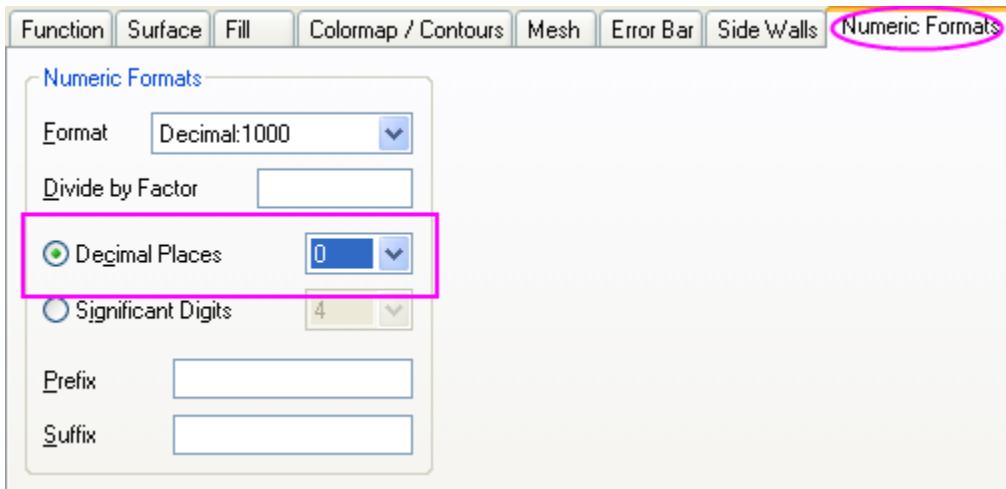 Function Surface Fill Colormap / Contours Mesh Error Bar Side Walls Numeric Formats
Numeric Formats
Format Decimal:1000
Divide by Factor
Decimal Places 0
Significant Digits 4
Prefix
Suffix